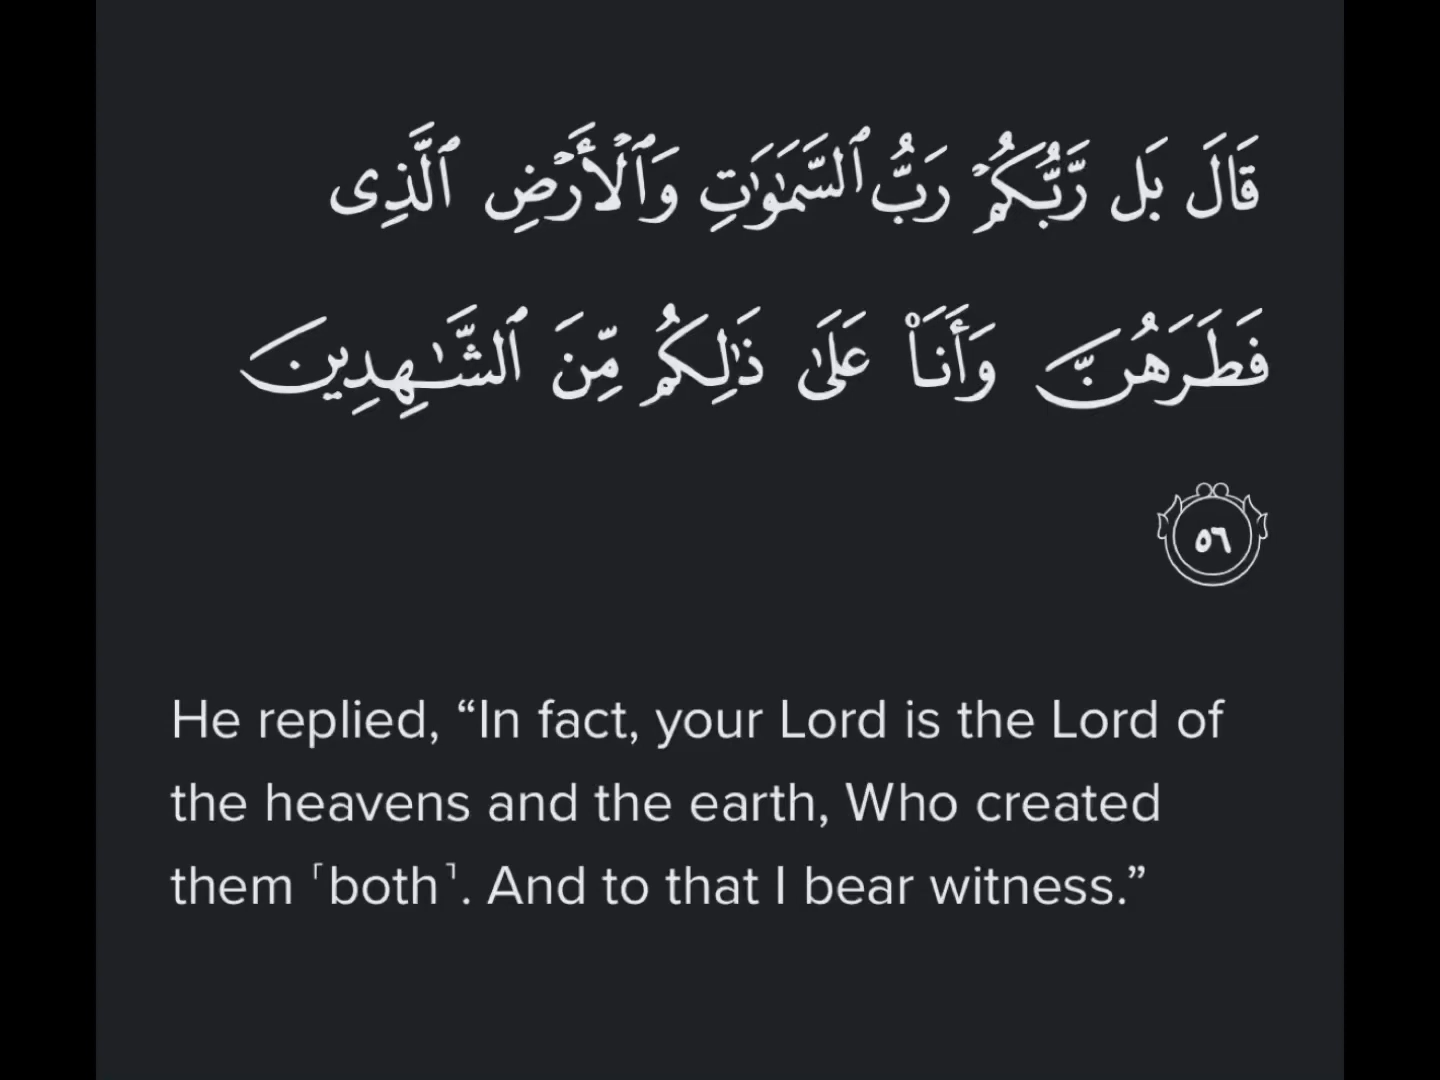 قَالَ بَل رَّبُّكُمْ رَبُّ ٱلسَّمَـٰوَٰتِ وَٱلْأَرْضِ ٱلَّذِى
فَطَرَهُنَّ وَأَنَا۠ عَلَىٰ ذَٰلِكُم مِّنَ ٱلشَّـٰهِدِينَ
٥٦
He replied, “In fact, your Lord is the Lord of
the heavens and the earth, Who created
them ˹both˺. And to that I bear witness.”